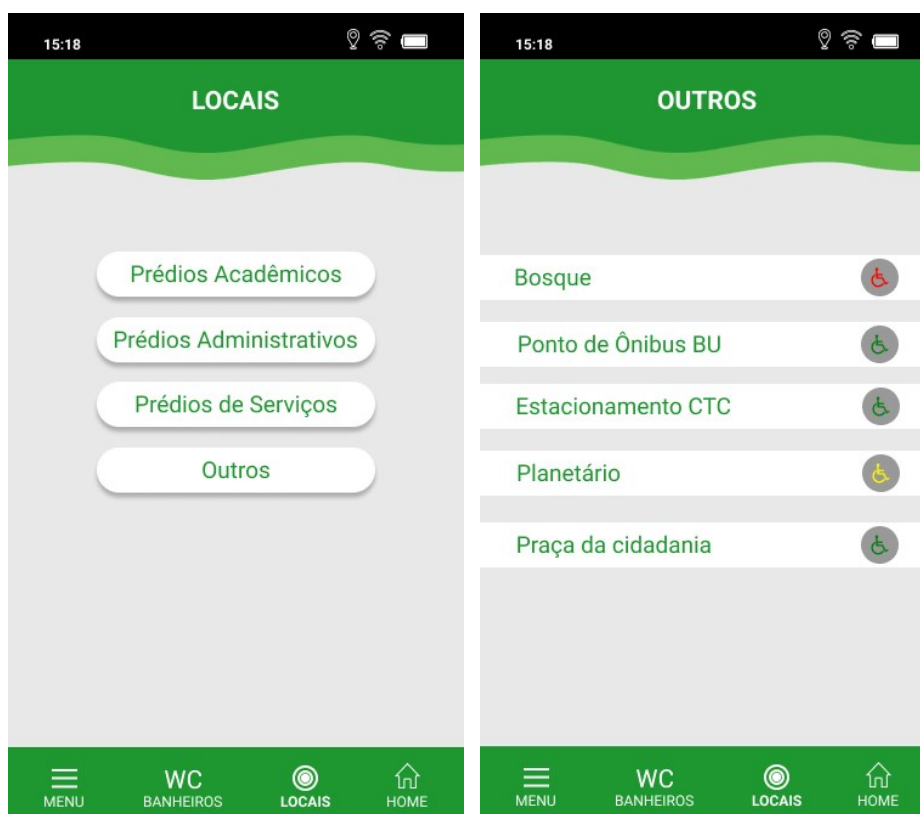 15:18
LOCAIS
Prédios Acadêmicos
Prédios Administrativos
Prédios de Serviços
Outros
MENU
WC
BANHEIROS
LOCAIS
HOME
15:18
OUTROS
Bosque
Ponto de Ônibus BU
Estacionamento CTC
Planetário
Praça da cidadania
MENU
WC
BANHEIROS
LOCAIS
HOME